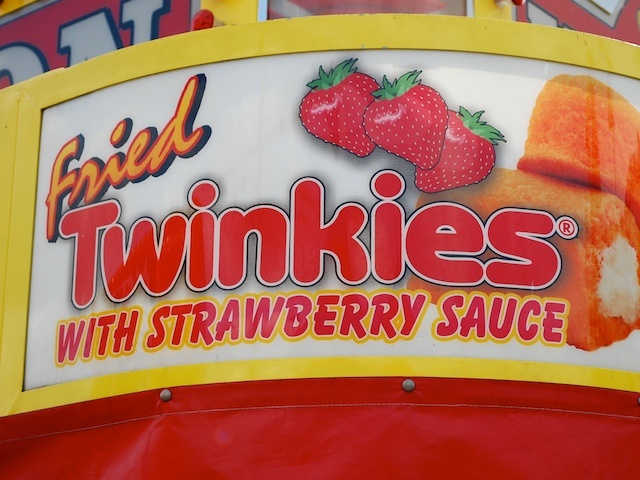 Fried
Twinkies®
WITH STRAWBERRY SAUCE